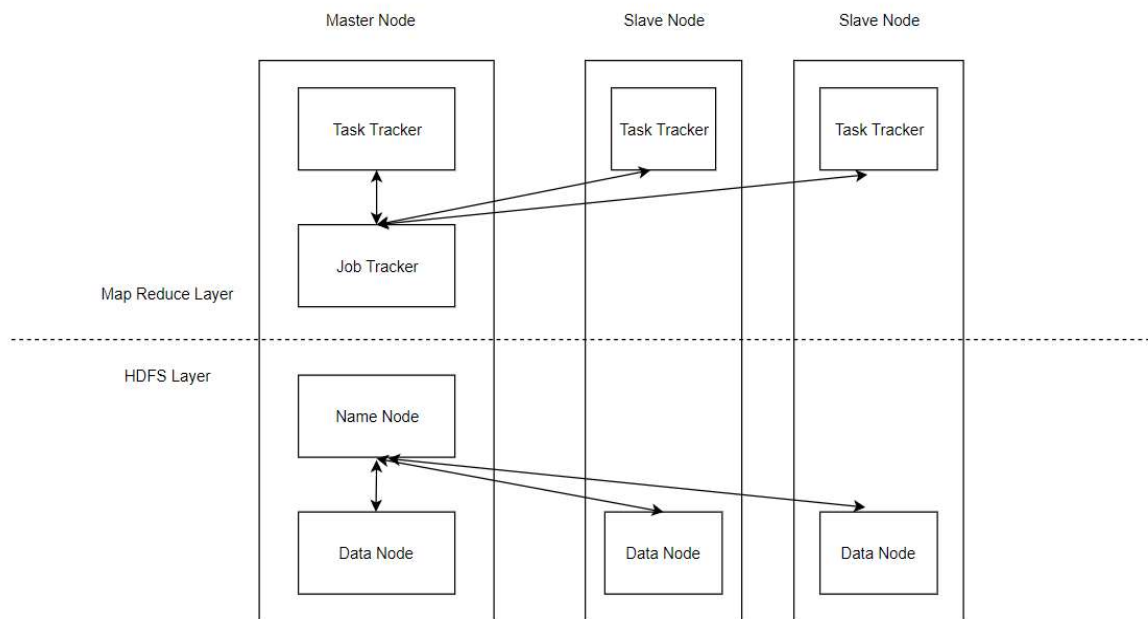 Master Node
Slave Node
Slave Node
Task Tracker
Task Tracker
Task Tracker
Job Tracker
Map Reduce Layer
HDFS Layer
Name Node
Data Node
Data Node
Data Node